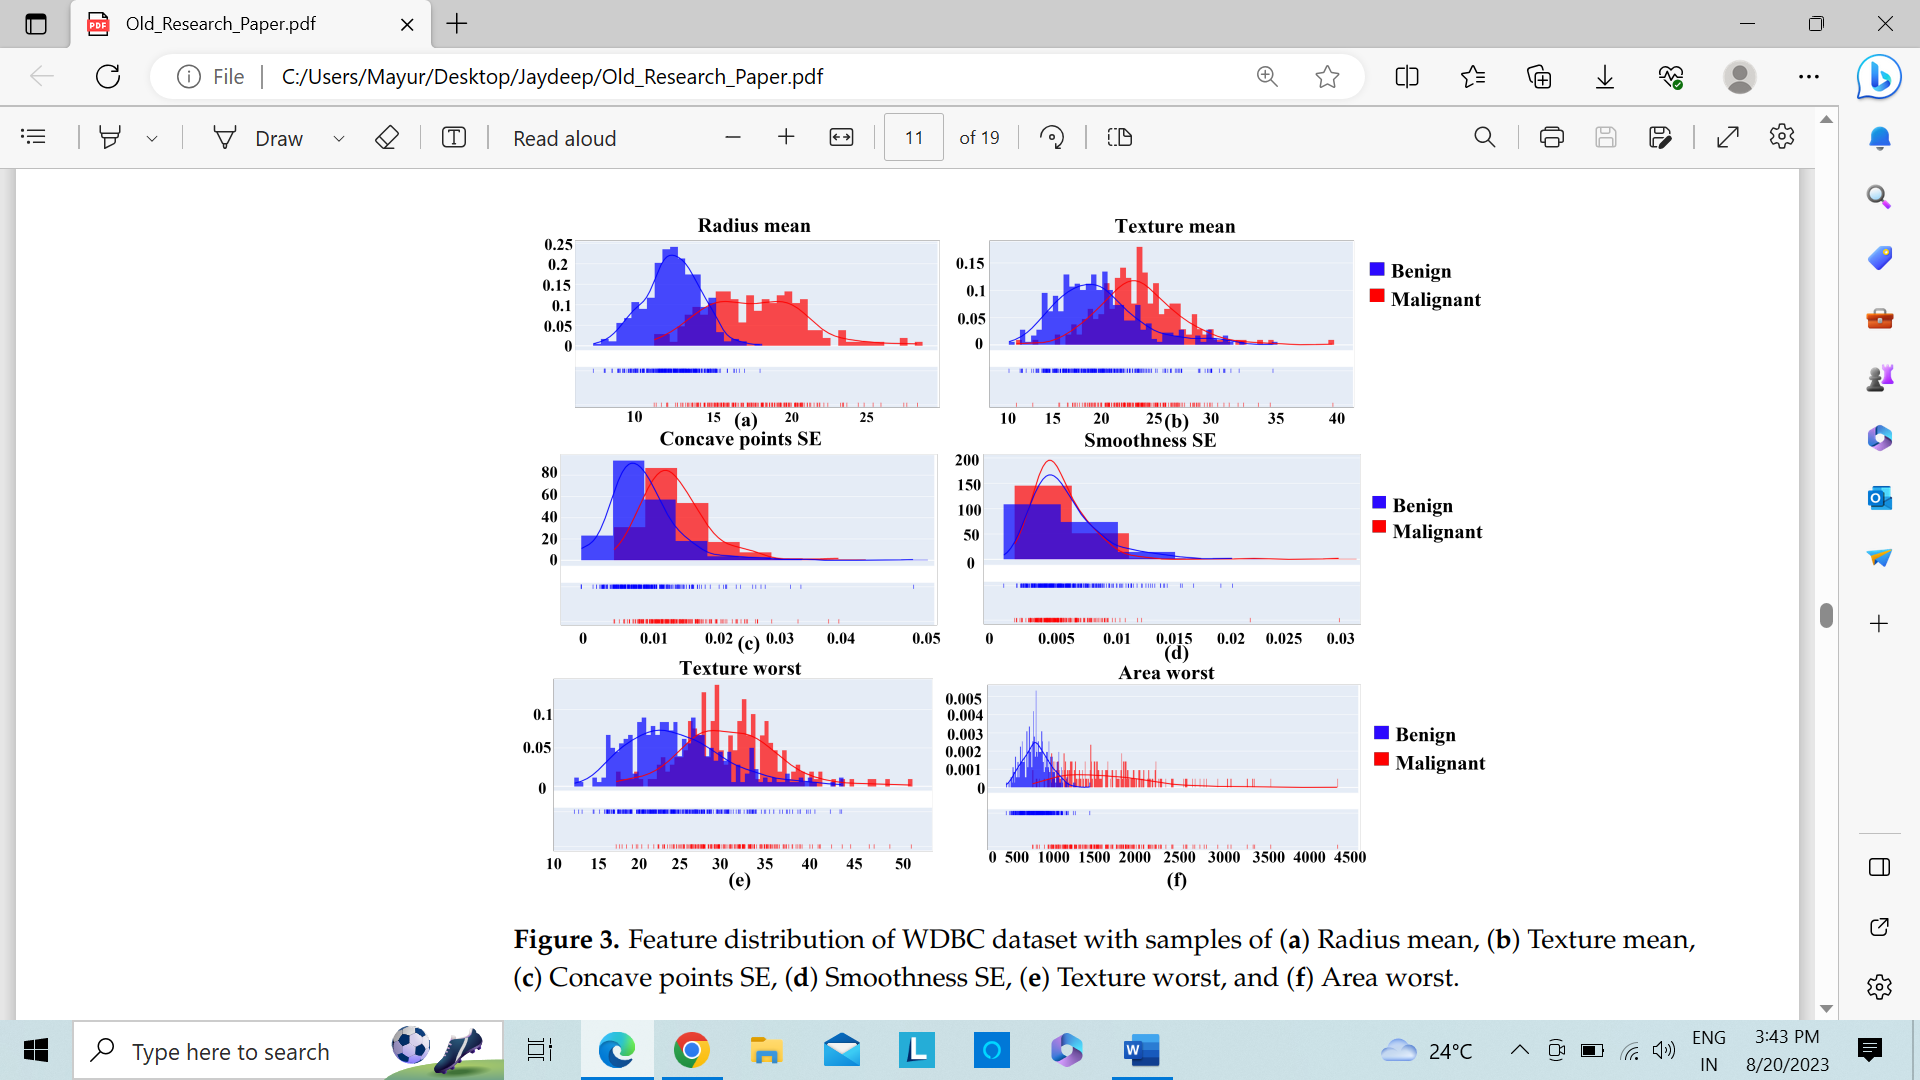 Old_Research_Paper.pdf
File
C:/Users/Mayur/Desktop/Jaydeep/Old_Research_Paper.pdf
Draw
Read aloud
11 of 19
Radius mean
0.25
0.2
0.15
0.1
0.05
0
10 15 20 25
(a)
Texture mean
0.15
0.1
0.05
0
10 15 20 25 30 35 40
(b)
Benign
Malignant
Concave points SE
80
60
40
20
0
0 0.01 0.02 0.03 0.04 0.05
(c)
Smoothness SE
200
150
100
50
0
0 0.005 0.01 0.015 0.02 0.025 0.03
(d)
Benign
Malignant
Texture worst
0.1
0.05
0
10 15 20 25 30 35 40 45 50
(e)
Area worst
0.005
0.004
0.003
0.002
0.001
0
0 500 1000 1500 2000 2500 3000 3500 4000 4500
(f)
Benign
Malignant
Figure 3. Feature distribution of WDBC dataset with samples of (a) Radius mean, (b) Texture mean,
(c) Concave points SE, (d) Smoothness SE, (e) Texture worst, and (f) Area worst.
Type here to search
24°C
ENG
IN
3:43 PM
8/20/2023